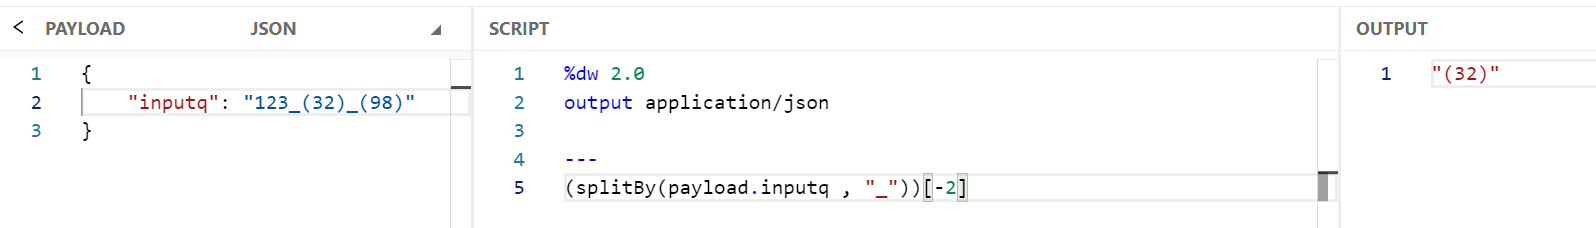 < PAYLOAD JSON
1 {
2 "inputq": "123_(32)_(98)"
3 }
SCRIPT
1 %dw 2.0
2 output application/json
3
4 ---
5 (splitBy(payload.inputq , "_"))[-2]
OUTPUT
1 "(32)"